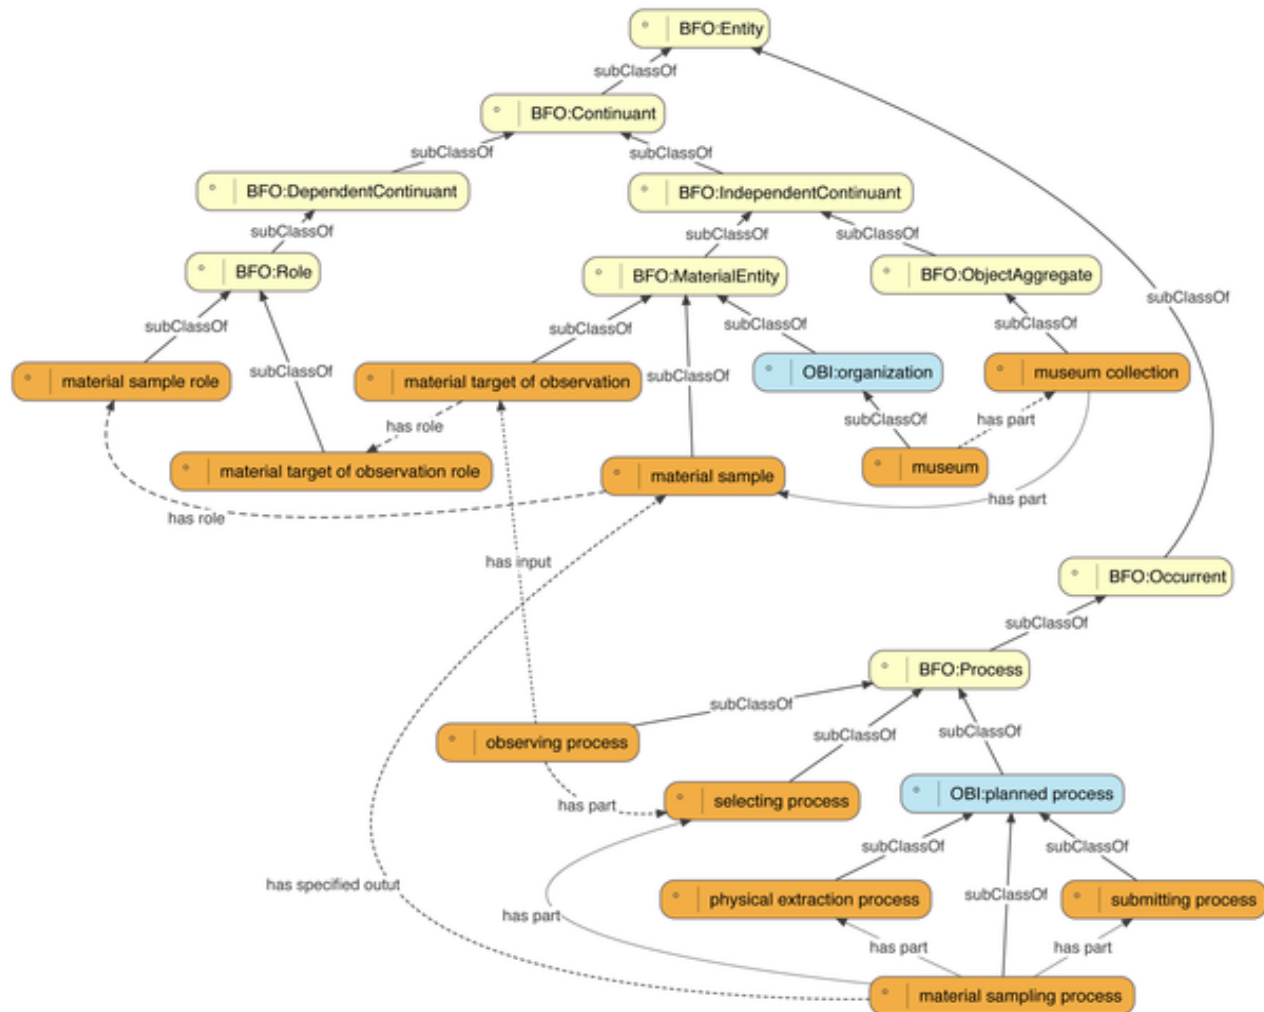 BFO:Entity
subClassOf
BFO:Continuant
subClassOf
subClassOf
BFO:DependentContinuant
BFO:IndependentContinuant
subClassOf
subClassOf
subClassOf
BFO:Role
BFO:MaterialEntity
BFO:ObjectAggregate
subClassOf
subClassOf
subClassOf
subClassOf
subClassOf
material sample role
subClassOf
material target of observation
subClassOf
OBI:organization
museum collection
has role
subClassOf
has part
material target of observation role
material sample
museum
has role
has part
has input
BFO:Occurrent
subClassOf
BFO:Process
subClassOf
subClassOf
subClassOf
observing process
has part
selecting process
OBI:planned process
subClassOf
subClassOf
has specified outut
physical extraction process
subClassOf
submitting process
has part
has part
has part
material sampling process